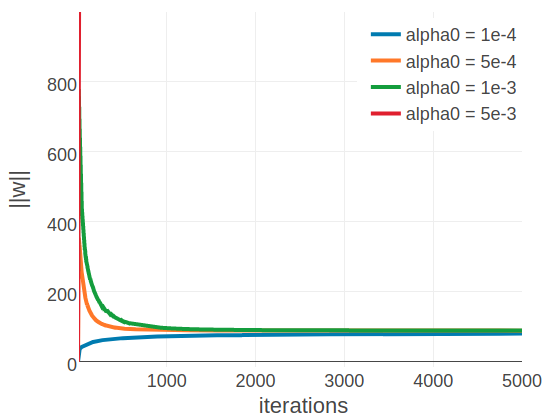 alpha0 = 1e-4
alpha0 = 5e-4
alpha0 = 1e-3
alpha0 = 5e-3
800
600
400
200
0
||w||
1000 2000 3000 4000 5000
iterations